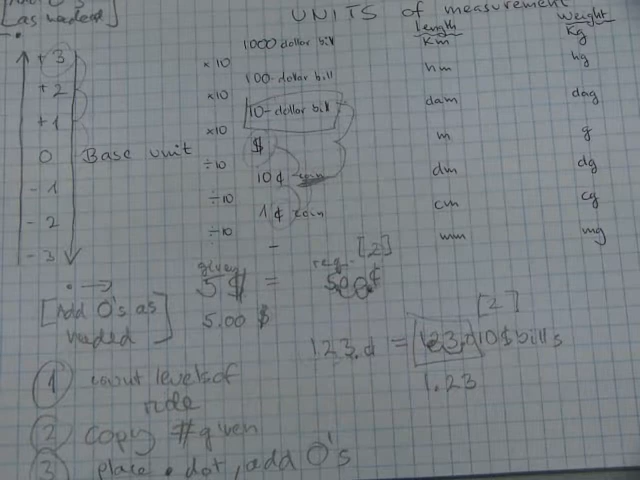 [as needed]
UNITS of measurement
length weight
+3 1000 dollar bill km kg
×10
+2 100-dollar bill hm hg
×10
+1 10-dollar bill dam dag
×10
0 Base unit $ m g
÷10
-1 10¢ dm dg
÷10
-2 1¢ coin cm cg
÷10
-3 - mm mg
given req. [2]
5 $ = 500$
[Add 0's as
needed]
5.00 $
[2]
123.¢ = 123. 10$ bills
1.23
① count levels of
② copy # given
③ place . dot, add 0's